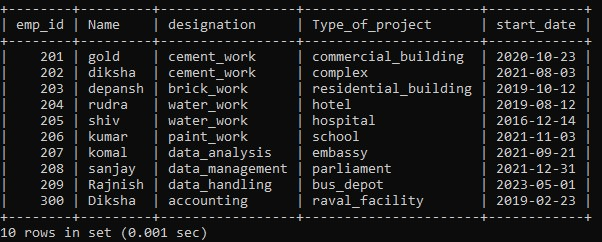 +--------+---------+-----------------+----------------------+------------+
| emp_id | Name    | designation     | Type_of_project      | start_date |
+--------+---------+-----------------+----------------------+------------+
|    201 | gold    | cement_work     | commercial_building  | 2020-10-23 |
|    202 | diksha  | cement_work     | complex              | 2021-08-03 |
|    203 | depansh | brick_work      | residential_building | 2019-10-12 |
|    204 | rudra   | water_work      | hotel                | 2019-08-12 |
|    205 | shiv    | water_work      | hospital             | 2016-12-14 |
|    206 | kumar   | paint_work      | school               | 2021-11-03 |
|    207 | komal   | data_analysis   | embassy              | 2021-09-21 |
|    208 | sanjay  | data_management | parliament           | 2021-12-31 |
|    209 | Rajnish | data_handling   | bus_depot            | 2023-05-01 |
|    300 | Diksha  | accounting      | raval_facility       | 2019-02-23 |
+--------+---------+-----------------+----------------------+------------+
10 rows in set (0.001 sec)